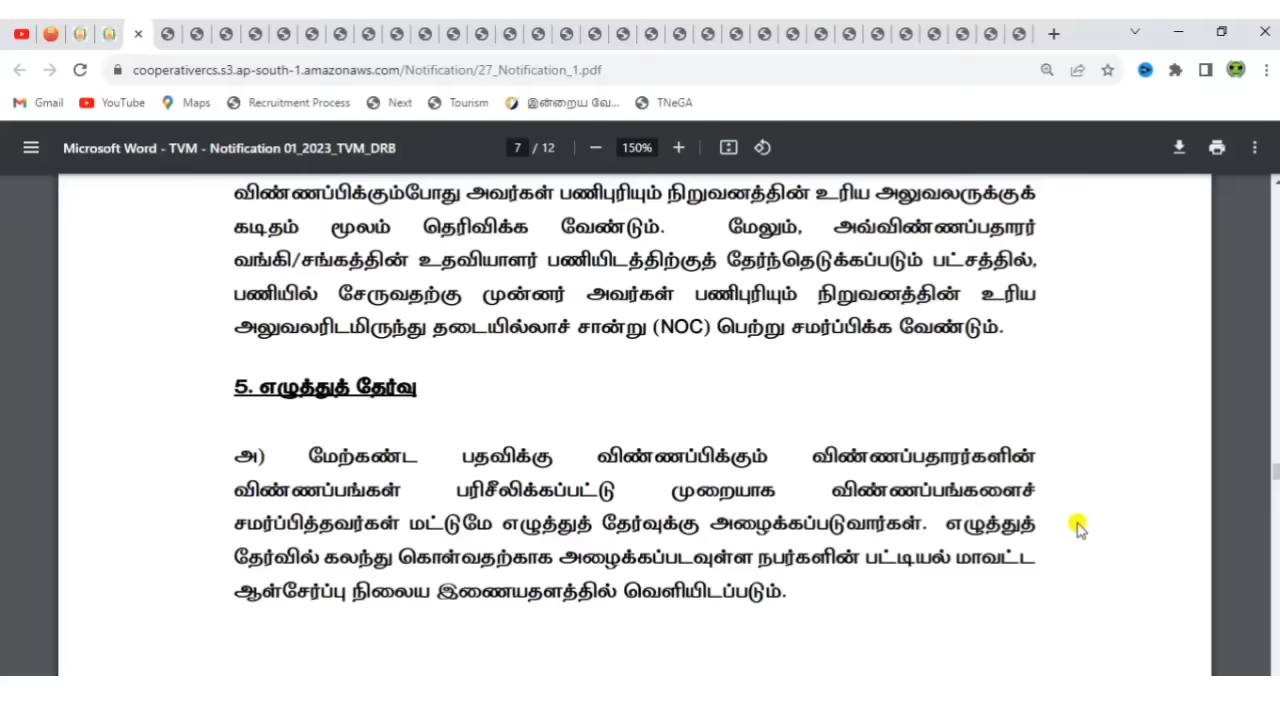 cooperativercs.s3.ap-south-1.amazonaws.com/Notification/27_Notification_1.pdf
Gmail YouTube Maps Recruitment Process Next Tourism இன்றைய வே... TNeGA
Microsoft Word - TVM - Notification 01_2023_TVM_DRB 7 / 12 150%
விண்ணப்பிக்கும்போது அவர்கள் பணிபுரியும் நிறுவனத்தின் உரிய அலுவலருக்குக்
கடிதம் மூலம் தெரிவிக்க வேண்டும். மேலும், அவ்விண்ணப்பதாரர்
வங்கி/சங்கத்தின் உதவியாளர் பணியிடத்திற்குத் தேர்ந்தெடுக்கப்படும் பட்சத்தில்,
பணியில் சேருவதற்கு முன்னர் அவர்கள் பணிபுரியும் நிறுவனத்தின் உரிய
அலுவலரிடமிருந்து தடையில்லாச் சான்று (NOC) பெற்று சமர்ப்பிக்க வேண்டும்.
5. எழுத்துத் தேர்வு
அ) மேற்கண்ட பதவிக்கு விண்ணப்பிக்கும் விண்ணப்பதாரர்களின்
விண்ணப்பங்கள் பரிசீலிக்கப்பட்டு முறையாக விண்ணப்பங்களைச்
சமர்ப்பித்தவர்கள் மட்டுமே எழுத்துத் தேர்வுக்கு அழைக்கப்படுவார்கள். எழுத்துத்
தேர்வில் கலந்து கொள்வதற்காக அழைக்கப்படவுள்ள நபர்களின் பட்டியல் மாவட்ட
ஆள்சேர்ப்பு நிலைய இணையதளத்தில் வெளியிடப்படும்.